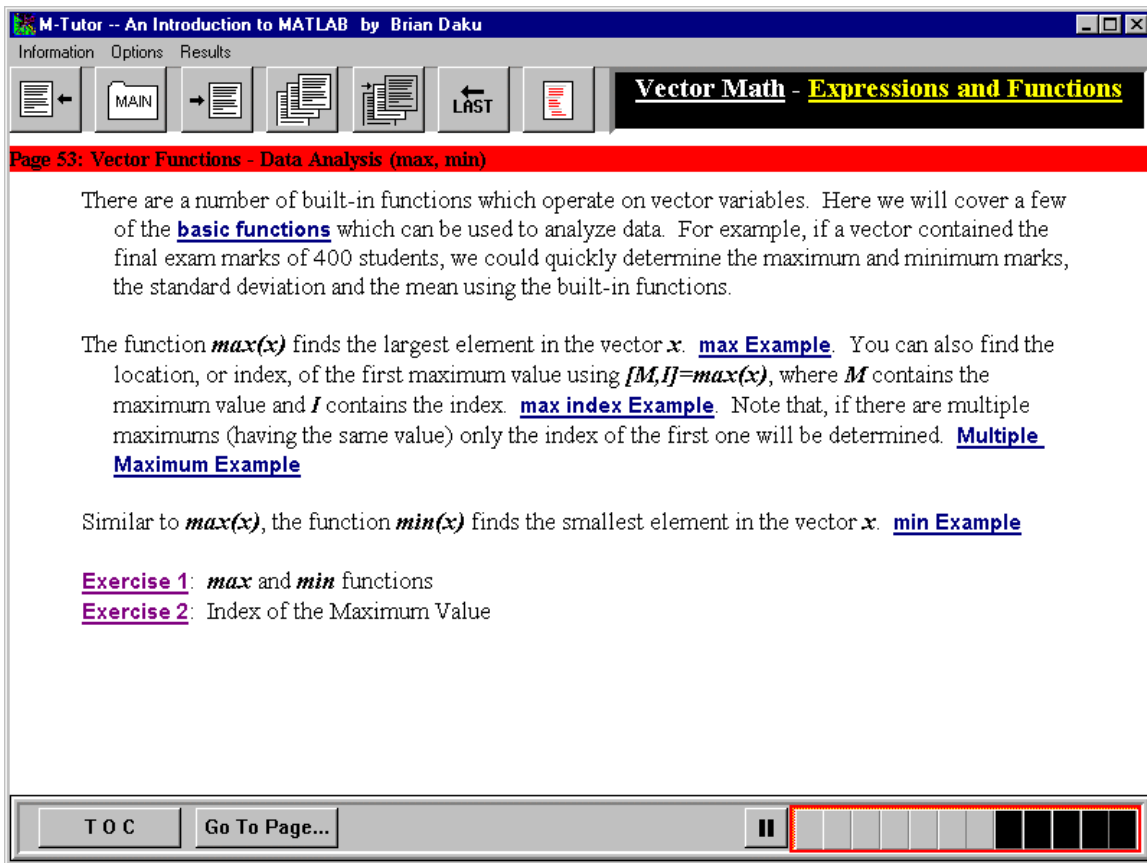 M-Tutor -- An Introduction to MATLAB by Brian Daku
Information Options Results
MAIN
LAST
Vector Math - Expressions and Functions
Page 53: Vector Functions - Data Analysis (max, min)
There are a number of built-in functions which operate on vector variables. Here we will cover a few
of the basic functions which can be used to analyze data. For example, if a vector contained the
final exam marks of 400 students, we could quickly determine the maximum and minimum marks,
the standard deviation and the mean using the built-in functions.
The function max(x) finds the largest element in the vector x. max Example. You can also find the
location, or index, of the first maximum value using [M,I]=max(x), where M contains the
maximum value and I contains the index. max index Example. Note that, if there are multiple
maximums (having the same value) only the index of the first one will be determined. Multiple
Maximum Example
Similar to max(x), the function min(x) finds the smallest element in the vector x. min Example
Exercise 1: max and min functions
Exercise 2: Index of the Maximum Value
T O C
Go To Page...